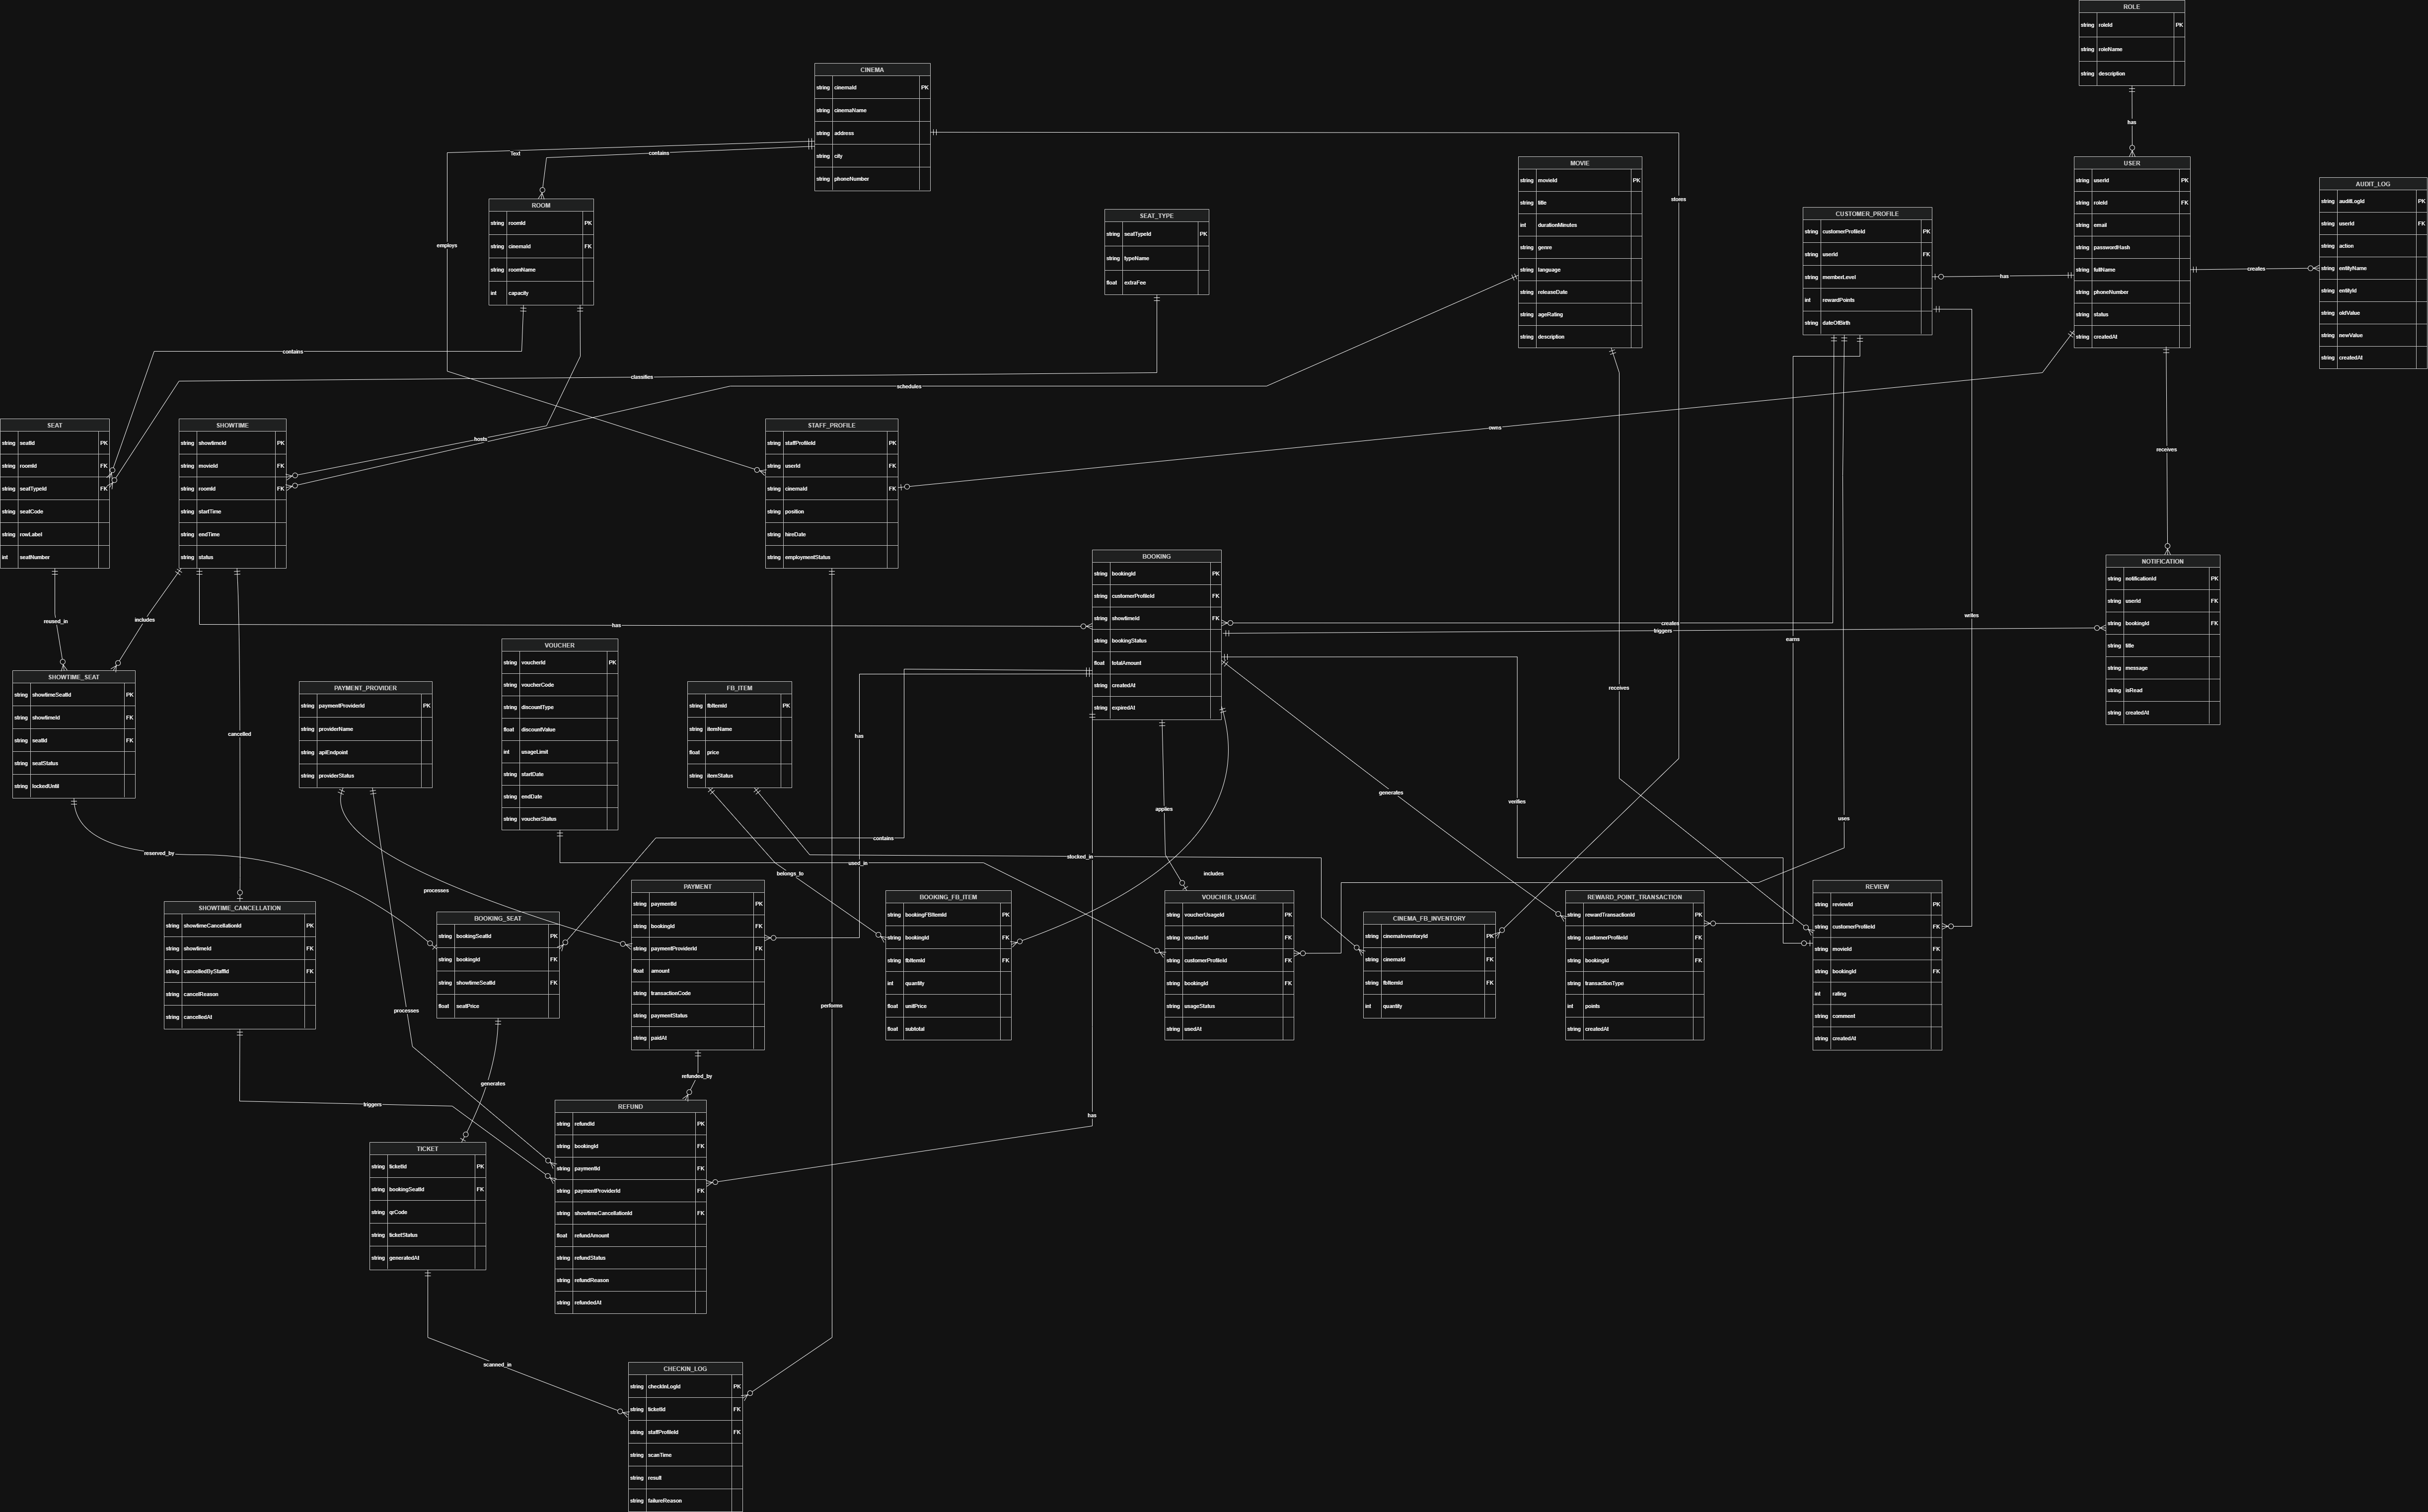 ROLE
string roleId PK
string roleName
string description
has
CINEMA
string cinemaId PK
string cinemaName
string address
string city
string phoneNumber
Text
contains
employs
stores
ROOM
string roomId PK
string cinemaId FK
string roomName
int capacity
SEAT_TYPE
string seatTypeId PK
string typeName
float extraFee
MOVIE
string movieId PK
string title
int durationMinutes
string genre
string language
string releaseDate
string ageRating
string description
CUSTOMER_PROFILE
string customerProfileId PK
string userId FK
string memberLevel
int rewardPoints
string dateOfBirth
has
USER
string userId PK
string roleId FK
string email
string passwordHash
string fullName
string phoneNumber
string status
string createdAt
creates
AUDIT_LOG
string auditLogId PK
string userId FK
string action
string entityName
string entityId
string oldValue
string newValue
string createdAt
contains
classifies
schedules
hosts
owns
receives
SEAT
string seatId PK
string roomId FK
string seatTypeId FK
string seatCode
string rowLabel
int seatNumber
SHOWTIME
string showtimeId PK
string movieId FK
string roomId FK
string startTime
string endTime
string status
STAFF_PROFILE
string staffProfileId PK
string userId FK
string cinemaId FK
string position
string hireDate
string employmentStatus
BOOKING
string bookingId PK
string customerProfileId FK
string showtimeId FK
string bookingStatus
float totalAmount
string createdAt
string expiredAt
NOTIFICATION
string notificationId PK
string userId FK
string bookingId FK
string title
string message
string isRead
string createdAt
reused_in
includes
has
creates
triggers
writes
earns
receives
SHOWTIME_SEAT
string showtimeSeatId PK
string showtimeId FK
string seatId FK
string seatStatus
string lockedUntil
cancelled
PAYMENT_PROVIDER
string paymentProviderId PK
string providerName
string apiEndpoint
string providerStatus
VOUCHER
string voucherId PK
string voucherCode
string discountType
float discountValue
int usageLimit
string startDate
string endDate
string voucherStatus
FB_ITEM
string fbItemId PK
string itemName
float price
string itemStatus
has
generates
verifies
applies
uses
contains
reserved_by
used_in
stocked_in
belongs_to
includes
processes
SHOWTIME_CANCELLATION
string showtimeCancellationId PK
string showtimeId FK
string cancelledByStaffId FK
string cancelReason
string cancelledAt
BOOKING_SEAT
string bookingSeatId PK
string bookingId FK
string showtimeSeatId FK
float seatPrice
PAYMENT
string paymentId PK
string bookingId FK
string paymentProviderId FK
float amount
string transactionCode
string paymentStatus
string paidAt
BOOKING_FB_ITEM
string bookingFBItemId PK
string bookingId FK
string fbItemId FK
int quantity
float unitPrice
float subtotal
VOUCHER_USAGE
string voucherUsageId PK
string voucherId FK
string customerProfileId FK
string bookingId FK
string usageStatus
string usedAt
CINEMA_FB_INVENTORY
string cinemaInventoryId PK
string cinemaId FK
string fbItemId FK
int quantity
REWARD_POINT_TRANSACTION
string rewardTransactionId PK
string customerProfileId FK
string bookingId FK
string transactionType
int points
string createdAt
REVIEW
string reviewId PK
string customerProfileId FK
string movieId FK
string bookingId FK
int rating
string comment
string createdAt
processes
performs
refunded_by
generates
triggers
has
REFUND
string refundId PK
string bookingId FK
string paymentId FK
string paymentProviderId FK
string showtimeCancellationId FK
float refundAmount
string refundStatus
string refundReason
string refundedAt
TICKET
string ticketId PK
string bookingSeatId FK
string qrCode
string ticketStatus
string generatedAt
scanned_in
CHECKIN_LOG
string checkInLogId PK
string ticketId FK
string staffProfileId FK
string scanTime
string result
string failureReason